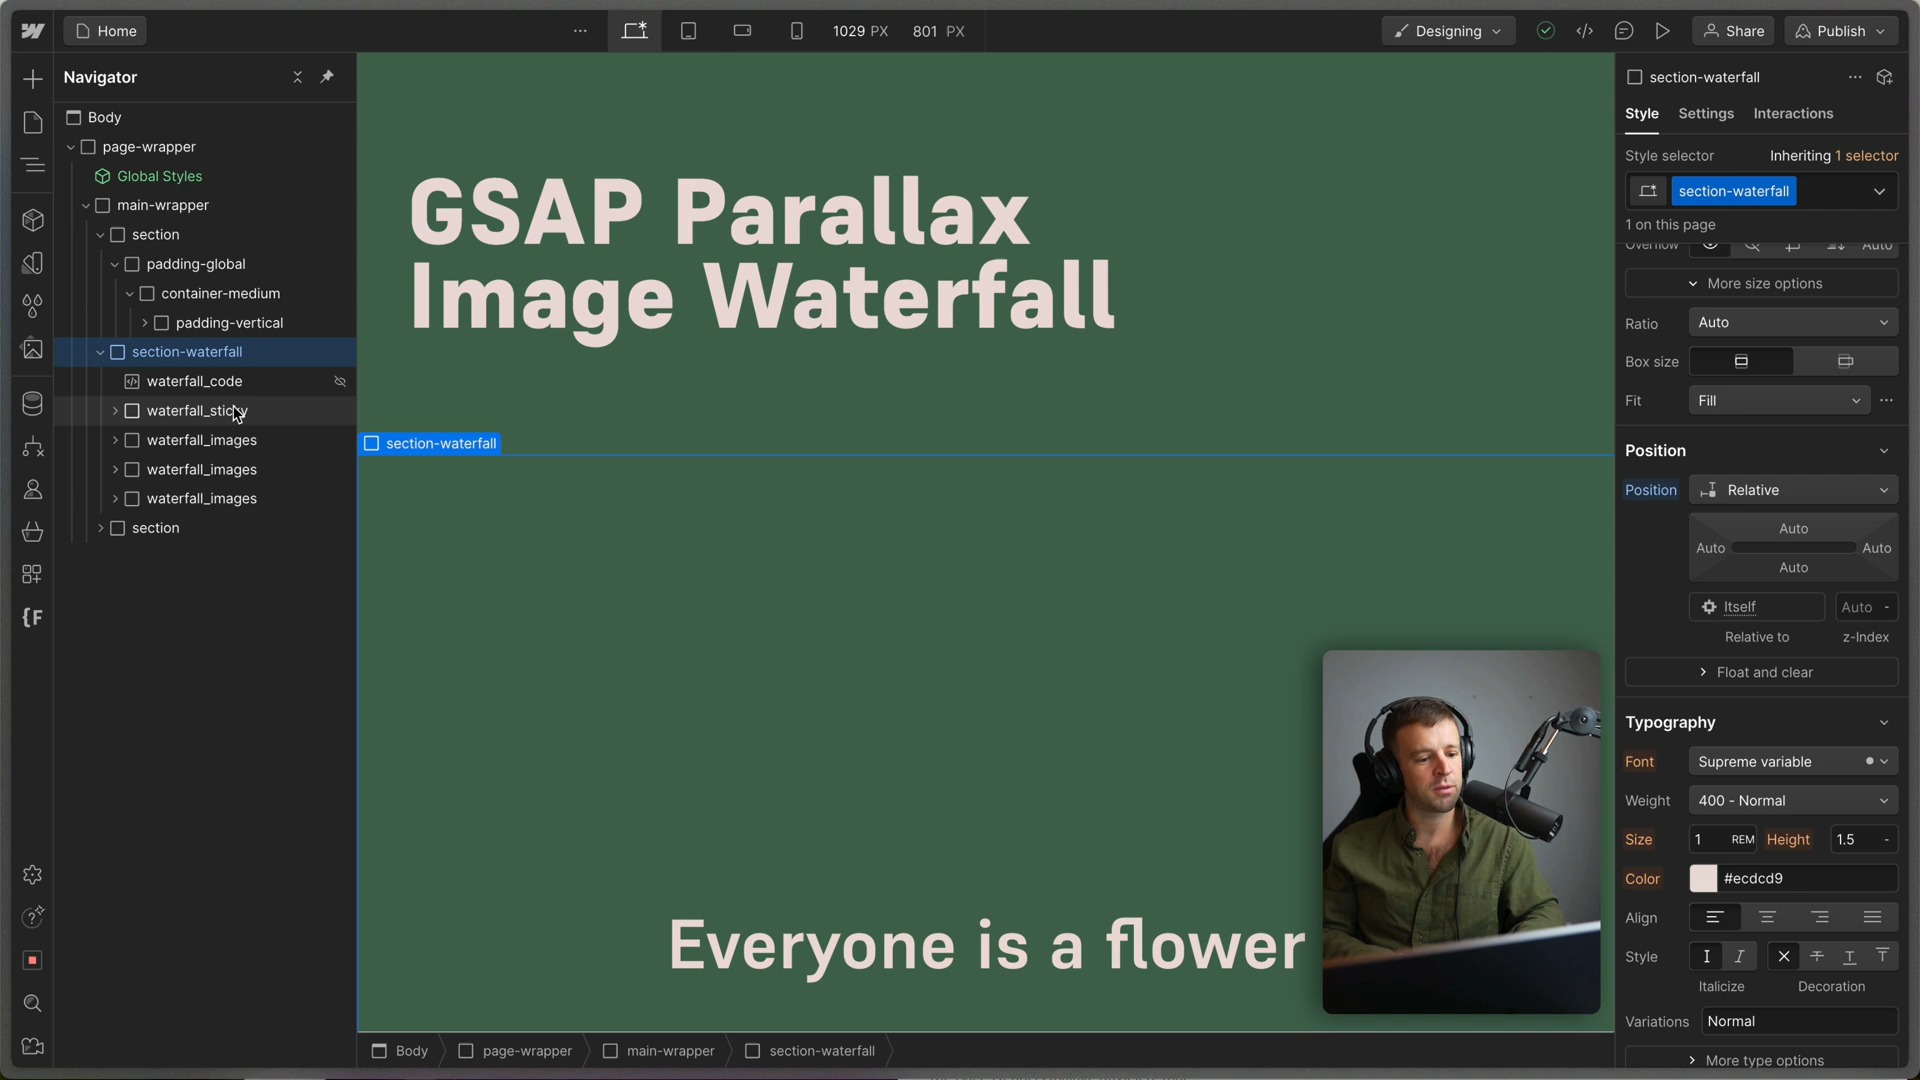 Home
1029 PX 801 PX
Designing
Share
Publish
Navigator
Body
page-wrapper
Global Styles
main-wrapper
section
padding-global
container-medium
padding-vertical
section-waterfall
waterfall_code
waterfall_sticky
waterfall_images
waterfall_images
waterfall_images
section
GSAP Parallax
Image Waterfall
section-waterfall
Everyone is a flower
Body
page-wrapper
main-wrapper
section-waterfall
section-waterfall
Style Settings Interactions
Style selector Inheriting 1 selector
section-waterfall
1 on this page
Overflow Auto
More size options
Ratio Auto
Box size
Fit Fill
Position
Position Relative
Auto
Auto Auto
Auto
Itself Auto -
Relative to z-Index
Float and clear
Typography
Font Supreme variable
Weight 400 - Normal
Size 1 REM Height 1.5 -
Color #ecdcd9
Align
Style
Italicize Decoration
Variations Normal
More type options